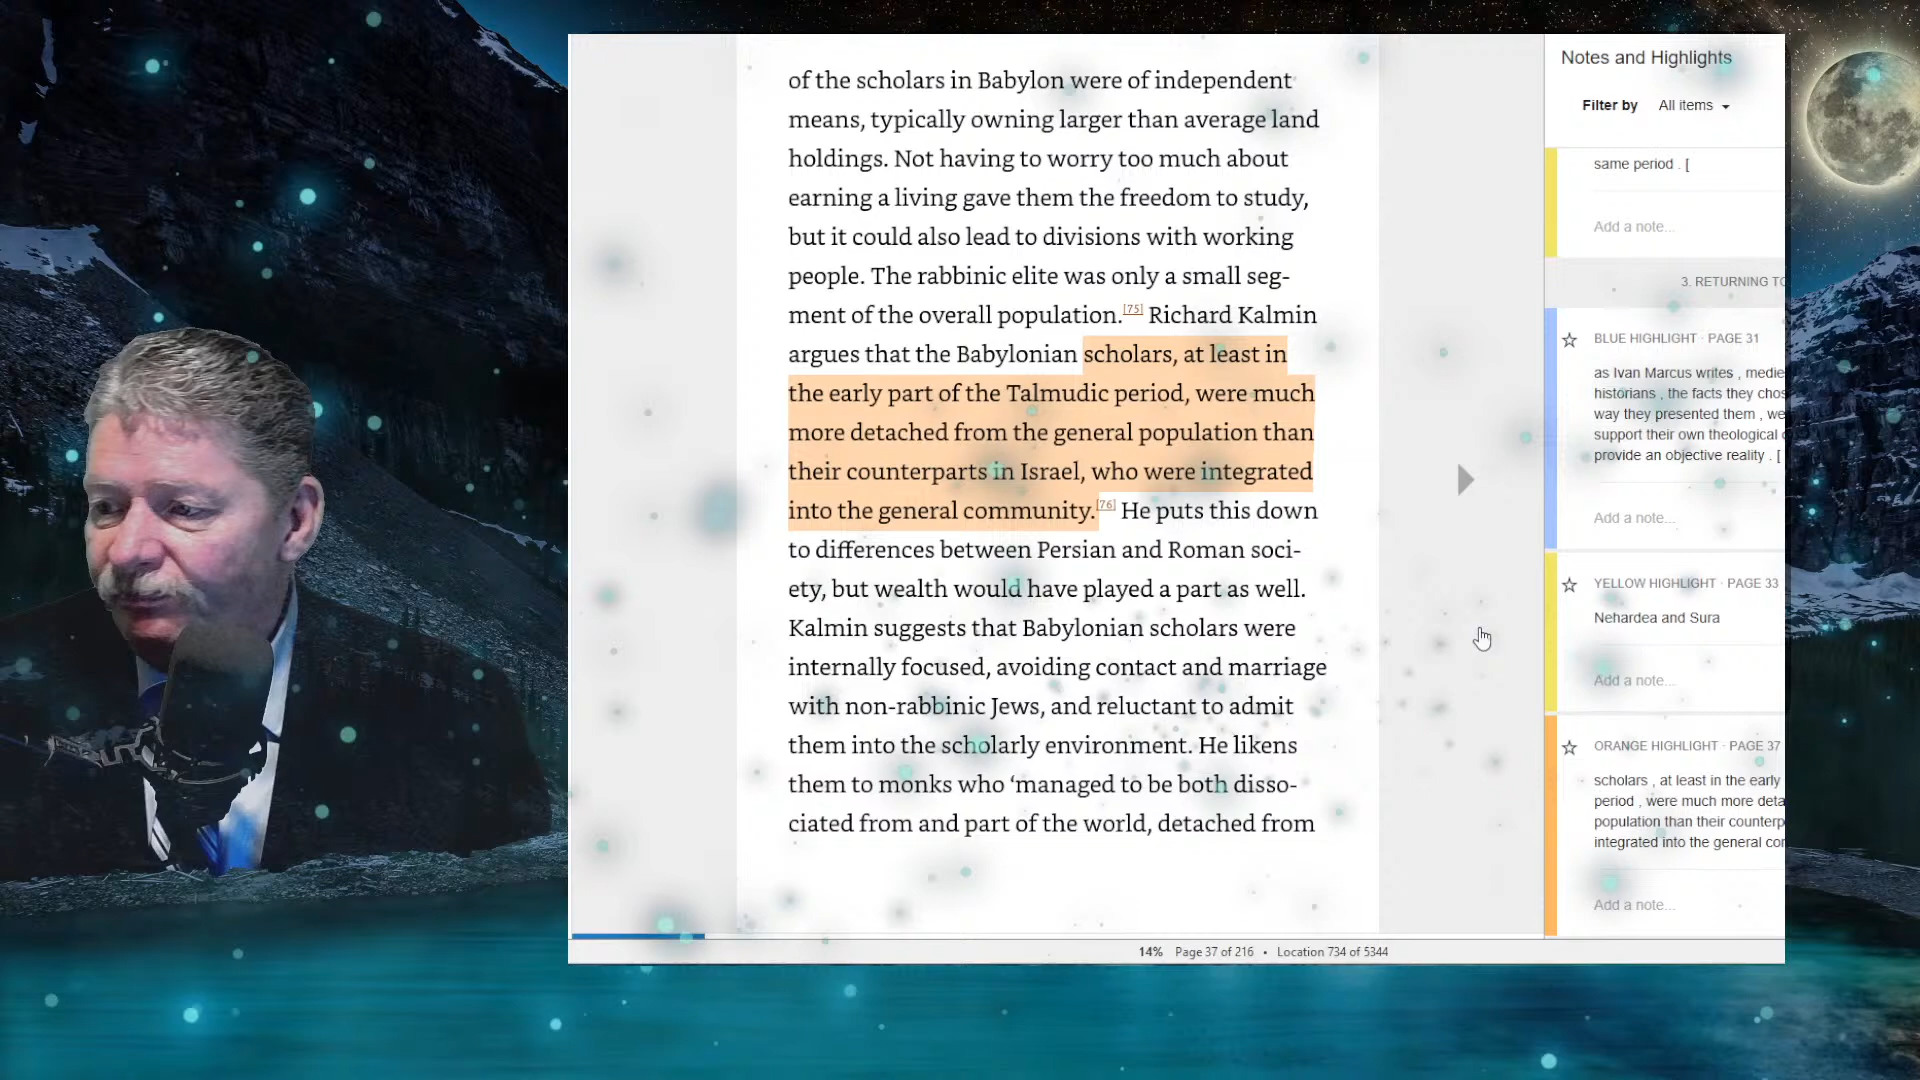 of the scholars in Babylon were of independent
means, typically owning larger than average land
holdings. Not having to worry too much about
earning a living gave them the freedom to study,
but it could also lead to divisions with working
people. The rabbinic elite was only a small seg-
ment of the overall population.[75] Richard Kalmin
argues that the Babylonian scholars, at least in
the early part of the Talmudic period, were much
more detached from the general population than
their counterparts in Israel, who were integrated
into the general community.[76] He puts this down
to differences between Persian and Roman soci-
ety, but wealth would have played a part as well.
Kalmin suggests that Babylonian scholars were
internally focused, avoiding contact and marriage
with non-rabbinic Jews, and reluctant to admit
them into the scholarly environment. He likens
them to monks who ‘managed to be both disso-
ciated from and part of the world, detached from
14% Page 37 of 216 • Location 734 of 5344
Notes and Highlights
Filter by All items
same period . [
Add a note...
3. RETURNING TO
BLUE HIGHLIGHT · PAGE 31
as Ivan Marcus writes , medie
historians , the facts they chos
way they presented them , we
support their own theological
provide an objective reality . [
Add a note...
YELLOW HIGHLIGHT · PAGE 33
Nehardea and Sura
Add a note...
ORANGE HIGHLIGHT · PAGE 37
scholars , at least in the early
period , were much more deta
population than their counterp
integrated into the general cor
Add a note...